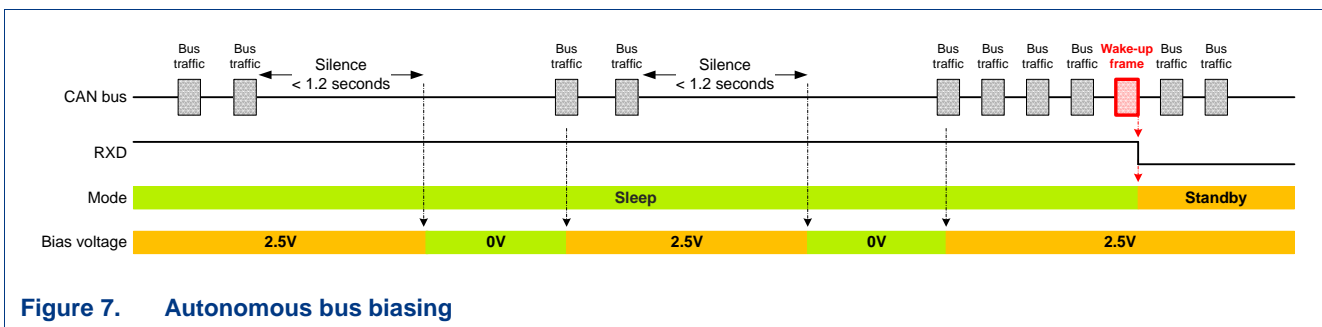 Bus traffic
Bus traffic
Silence
< 1.2 seconds
Bus traffic
Bus traffic
Silence
< 1.2 seconds
Bus traffic
Bus traffic
Bus traffic
Bus traffic
Wake-up frame
Bus traffic
Bus traffic
CAN bus
RXD
Mode
Sleep
Standby
Bias voltage
2.5V
0V
2.5V
0V
2.5V
Figure 7. Autonomous bus biasing